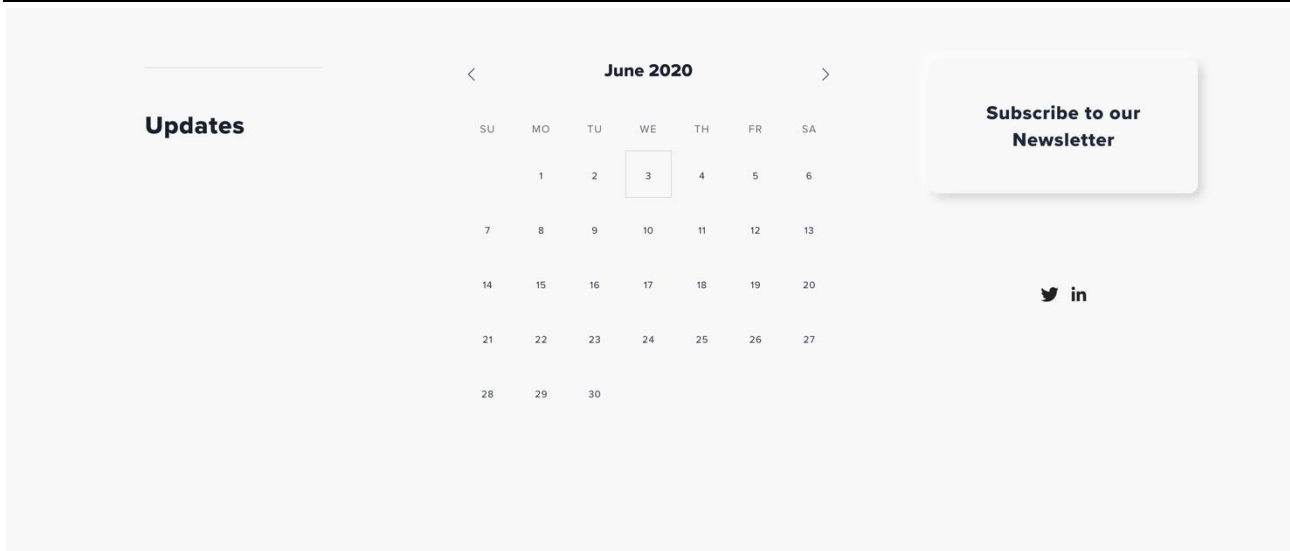 Updates
June 2020
SU MO TU WE TH FR SA
1 2 3 4 5 6
7 8 9 10 11 12 13
14 15 16 17 18 19 20
21 22 23 24 25 26 27
28 29 30
Subscribe to our
Newsletter
in